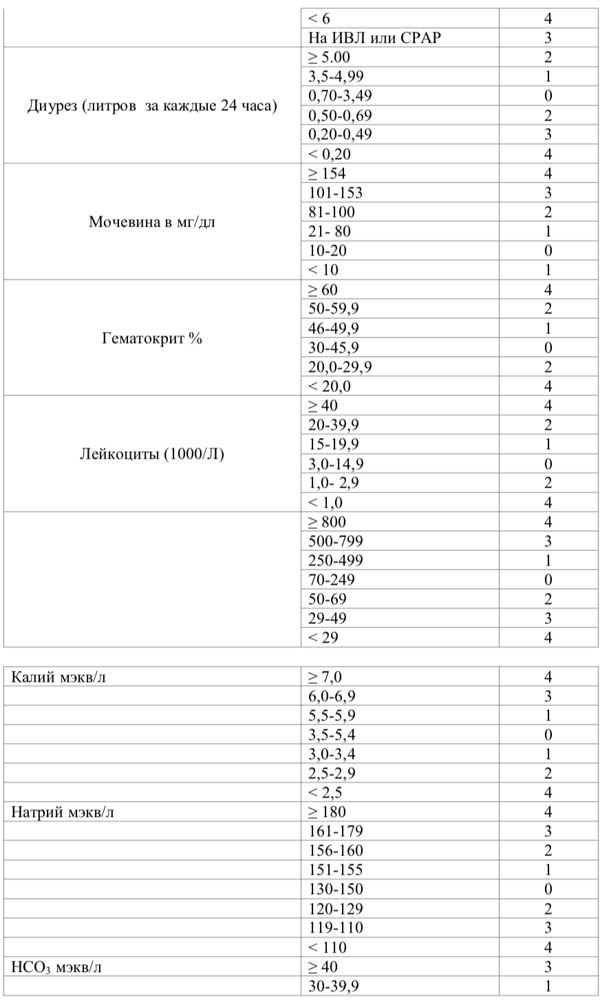 < 6 4
На ИВЛ или CPAP 3
Диурез (литров за каждые 24 часа)
≥ 5.00 2
3,5-4,99 1
0,70-3,49 0
0,50-0,69 2
0,20-0,49 3
< 0,20 4
Мочевина в мг/дл
≥ 154 4
101-153 3
81-100 2
21- 80 1
10-20 0
< 10 1
Гематокрит %
≥ 60 4
50-59,9 2
46-49,9 1
30-45,9 0
20,0-29,9 2
< 20,0 4
Лейкоциты (1000/Л)
≥ 40 4
20-39,9 2
15-19,9 1
3,0-14,9 0
1,0- 2,9 2
< 1,0 4
≥ 800 4
500-799 3
250-499 1
70-249 0
50-69 2
29-49 3
< 29 4
Калий мэкв/л ≥ 7,0 4
6,0-6,9 3
5,5-5,9 1
3,5-5,4 0
3,0-3,4 1
2,5-2,9 2
< 2,5 4
Натрий мэкв/л ≥ 180 4
161-179 3
156-160 2
151-155 1
130-150 0
120-129 2
119-110 3
< 110 4
HCO₃ мэкв/л ≥ 40 3
30-39,9 1